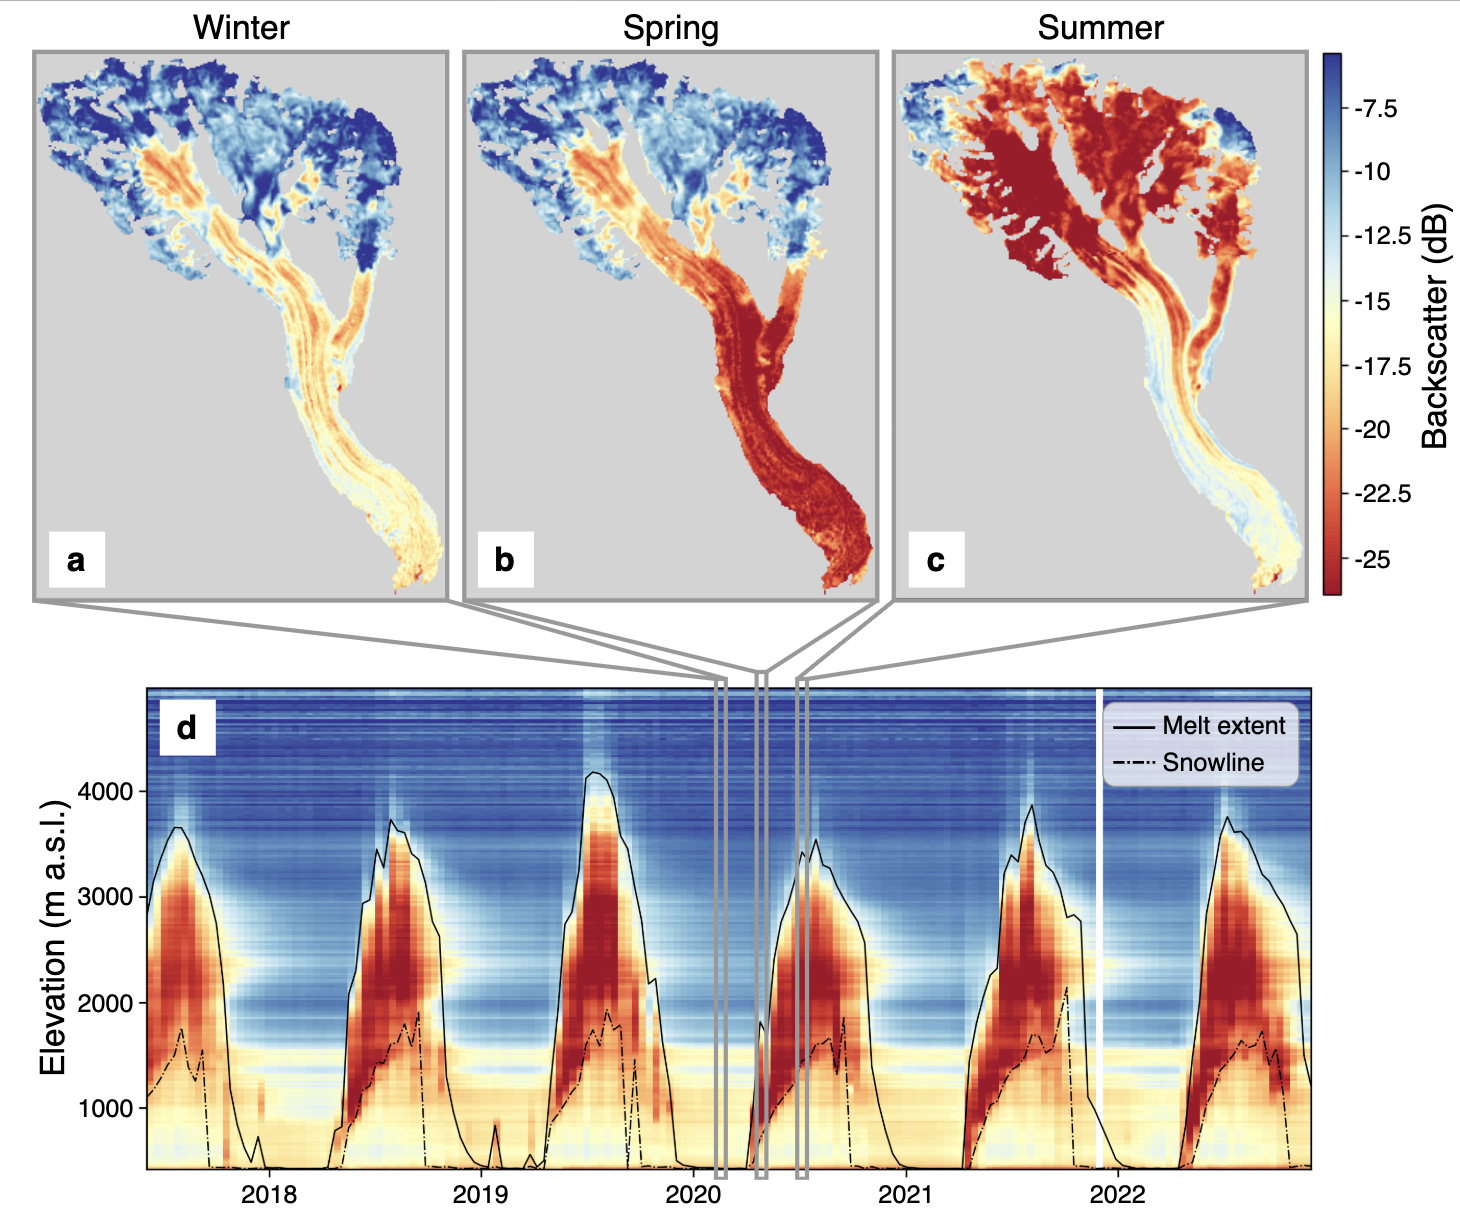 Winter
Spring
Summer
a
b
c
-7.5
-10
-12.5
-15
-17.5
-20
-22.5
-25
Backscatter (dB)
d
Melt extent
Snowline
4000
3000
2000
1000
Elevation (m a.s.l.)
2018
2019
2020
2021
2022